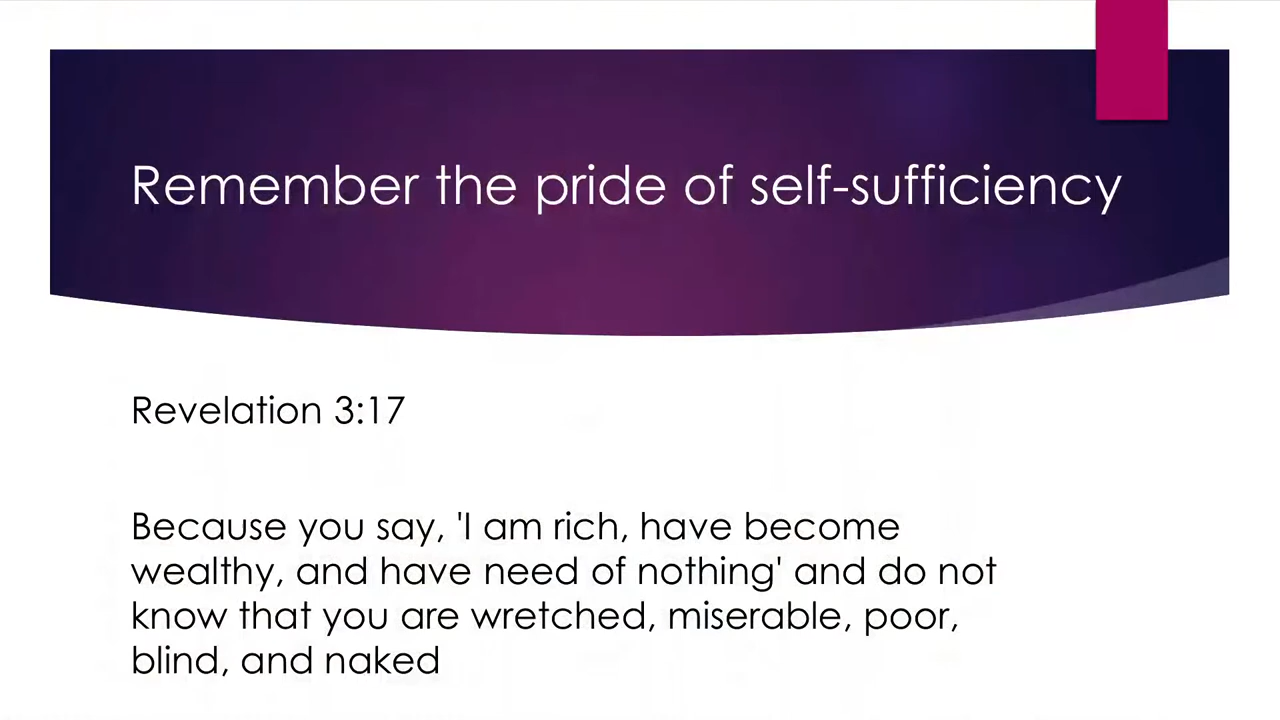 Remember the pride of self-sufficiency
Revelation 3:17
Because you say, 'I am rich, have become
wealthy, and have need of nothing' and do not
know that you are wretched, miserable, poor,
blind, and naked